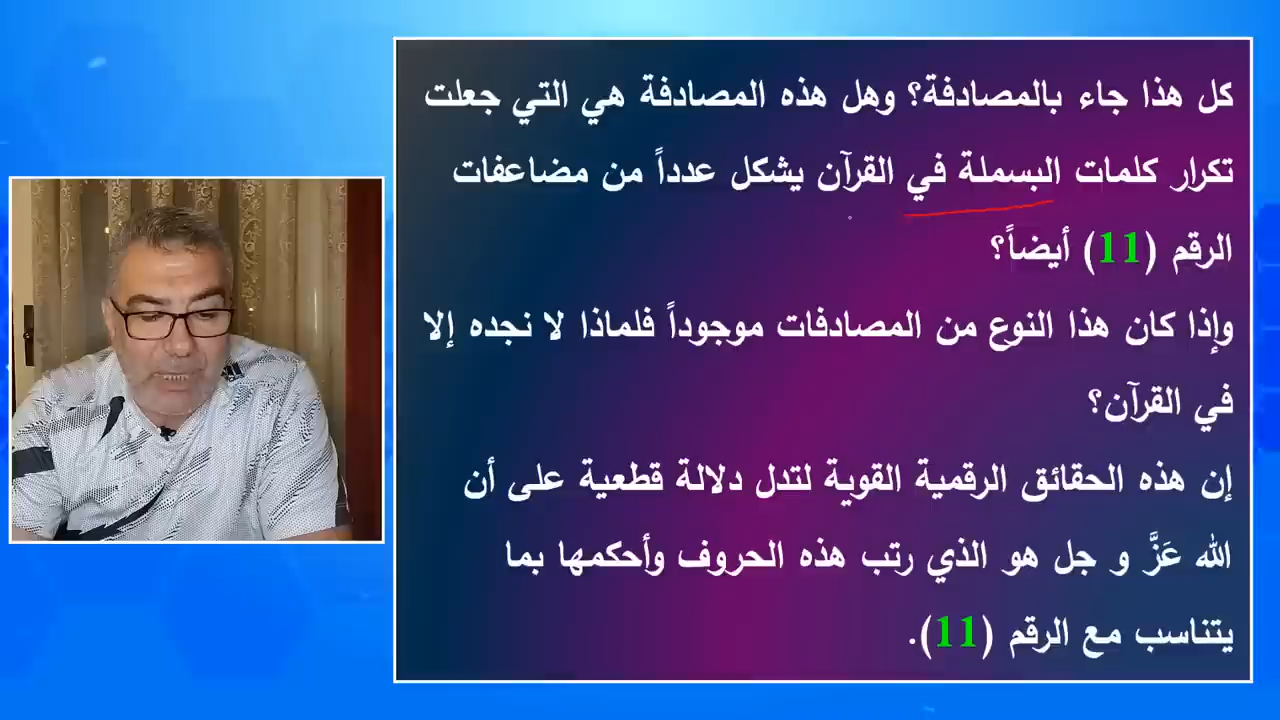 كل هذا جاء بالمصادفة؟ وهل هذه المصادفة هي التي جعلت
تكرار كلمات البسملة في القرآن يشكل عدداً من مضاعفات
الرقم (11) أيضاً؟
وإذا كان هذا النوع من المصادفات موجوداً فلماذا لا نجده إلا
في القرآن؟
إن هذه الحقائق الرقمية القوية لتدل دلالة قطعية على أن
الله عَزَّ و جل هو الذي رتب هذه الحروف وأحكمها بما
يتناسب مع الرقم (11).